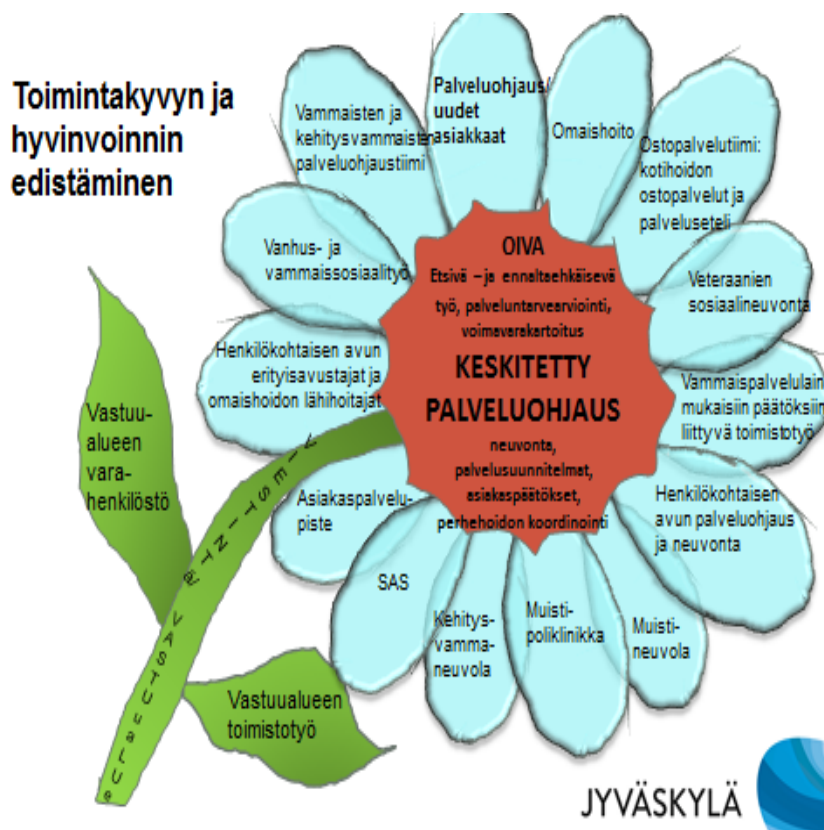 Toimintakyvyn ja
hyvinvoinnin
edistäminen
Palveluohjaus/
uudet
asiakkaat
Omaishoito
Ostopalvelutiimi:
kotihoidon
ostopalvelut ja
palveluseteli
Veteraanien
sosiaalineuvonta
Vammaispalvelulain
mukaisiin päätöksiin
liittyvä toimistotyö
Henkilökohtaisen
avun palveluohjaus
ja neuvonta
Muisti-
neuvola
Muisti-
poliklinikka
Kehitys-
vamma-
neuvola
SAS
Asiakaspalvelu-
piste
Henkilökohtaisen avun
erityisavustajat ja
omaishoidon lähihoitajat
Vanhus- ja
vammaissosiaalityö
Vammaisten ja
kehitysvammaisten
palveluohjaustiimi
OIVA
Etsivä –ja ennaltaehkäisevä
työ, palveluntarvearviointi,
voimavarakartoitus
KESKITETTY
PALVELUOHJAUS
neuvonta,
palvelusuunnitelmat,
asiakaspäätökset,
perhehoidon koordinointi
Vastuu-
alueen
vara-
henkilöstö
VIESTINTä@ VASTUualue
Vastuualueen
toimistotyö
JYVÄSKYLÄ